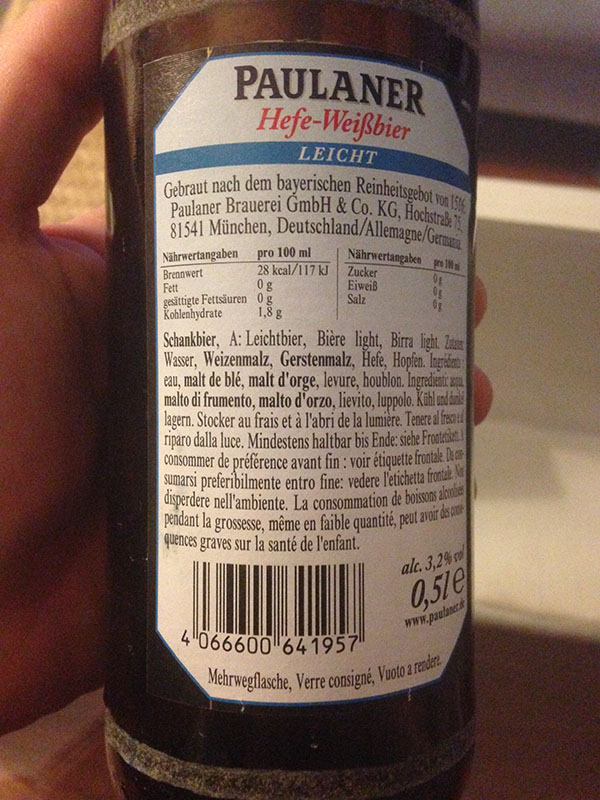 PAULANER
Hefe-Weißbier
LEICHT
Gebraut nach dem bayerischen Reinheitsgebot von 1516.
Paulaner Brauerei GmbH & Co. KG, Hochstraße 75,
81541 München, Deutschland/Allemagne/Germania
Nährwertangaben pro 100 ml
Brennwert 28 kcal/117 kJ
Fett 0 g
gesättigte Fettsäuren 0 g
Kohlenhydrate 1,8 g
Nährwertangaben pro 100 ml
Zucker 0 g
Eiweiß 0 g
Salz 0 g
Schankbier, A: Leichtbier, Bière light, Birra light. Zutaten:
Wasser, Weizenmalz, Gerstenmalz, Hefe, Hopfen. Ingrédients:
eau, malt de blé, malt d'orge, levure, houblon. Ingredienti: acqua,
malto di frumento, malto d'orzo, lievito, luppolo. Kühl und dunkel
lagern. Stocker au frais et à l'abri de la lumière. Tenere al fresco e al
riparo dalla luce. Mindestens haltbar bis Ende: siehe Frontetikett. A
consommer de préférence avant fin : voir étiquette frontale. Da con-
sumarsi preferibilmente entro fine: vedere l'etichetta frontale. Non
disperdere nell'ambiente. La consommation de boissons alcoolisées
pendant la grossesse, même en faible quantité, peut avoir des consé-
quences graves sur la santé de l'enfant.
alc. 3,2% vol
0,5l e
www.paulaner.de
4 066600 641957
Mehrwegflasche, Verre consigné, Vuoto a rendere.